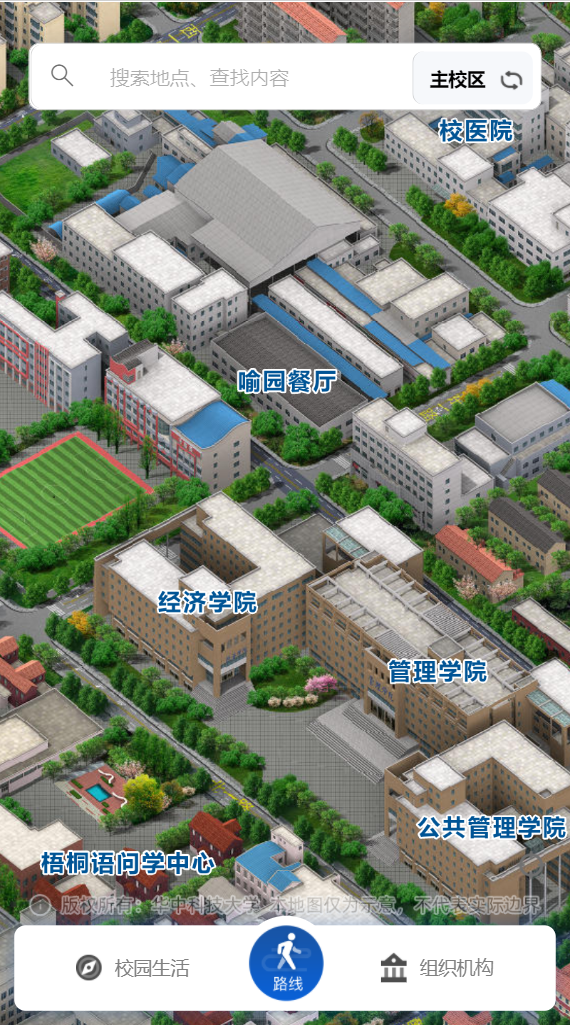 搜索地点、查找内容
主校区
校医院
喻园餐厅
经济学院
管理学院
公共管理学院
梧桐语问学中心
版权所有：华中科技大学 本地图仅为示意，不代表实际边界
校园生活
路线
组织机构